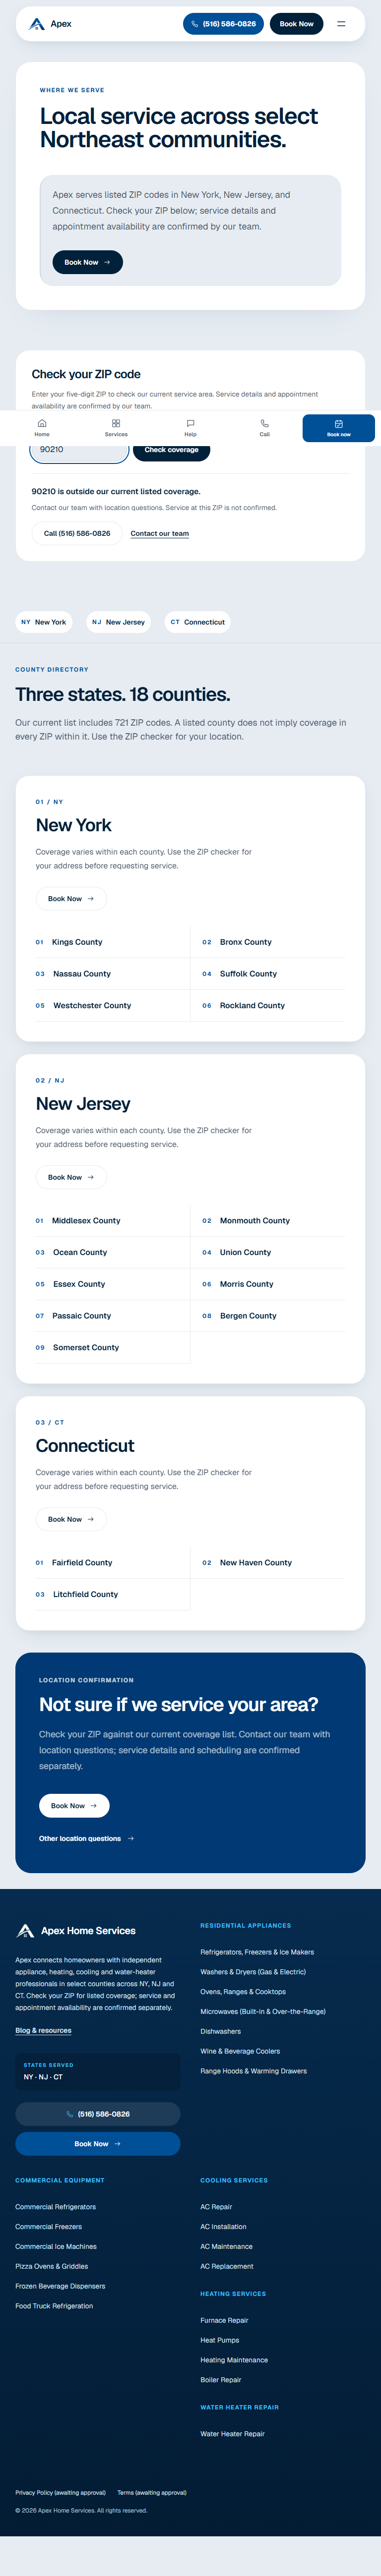 Apex
(516) 586-0826
Book Now
WHERE WE SERVE
Local service across select
Northeast communities.
Apex serves listed ZIP codes in New York, New Jersey, and
Connecticut. Check your ZIP below; service details and
appointment availability are confirmed by our team.
Book Now
Check your ZIP code
Enter your five-digit ZIP to check our current service area. Service details and appointment
availability are confirmed by our team.
Home
Services
Help
Call
Book now
90210
Check coverage
90210 is outside our current listed coverage.
Contact our team with location questions. Service at this ZIP is not confirmed.
Call (516) 586-0826
Contact our team
NY New York
NJ New Jersey
CT Connecticut
COUNTY DIRECTORY
Three states. 18 counties.
Our current list includes 721 ZIP codes. A listed county does not imply coverage in
every ZIP within it. Use the ZIP checker for your location.
01 / NY
New York
Coverage varies within each county. Use the ZIP checker for
your address before requesting service.
Book Now
01 Kings County
02 Bronx County
03 Nassau County
04 Suffolk County
05 Westchester County
06 Rockland County
02 / NJ
New Jersey
Coverage varies within each county. Use the ZIP checker for
your address before requesting service.
Book Now
01 Middlesex County
02 Monmouth County
03 Ocean County
04 Union County
05 Essex County
06 Morris County
07 Passaic County
08 Bergen County
09 Somerset County
03 / CT
Connecticut
Coverage varies within each county. Use the ZIP checker for
your address before requesting service.
Book Now
01 Fairfield County
02 New Haven County
03 Litchfield County
LOCATION CONFIRMATION
Not sure if we service your area?
Check your ZIP against our current coverage list. Contact our team with
location questions; service details and scheduling are confirmed
separately.
Book Now
Other location questions
Apex Home Services
Apex connects homeowners with independent
appliance, heating, cooling and water-heater
professionals in select counties across NY, NJ and
CT. Check your ZIP for listed coverage; service and
appointment availability are confirmed separately.
Blog & resources
STATES SERVED
NY · NJ · CT
(516) 586-0826
Book Now
RESIDENTIAL APPLIANCES
Refrigerators, Freezers & Ice Makers
Washers & Dryers (Gas & Electric)
Ovens, Ranges & Cooktops
Microwaves (Built-in & Over-the-Range)
Dishwashers
Wine & Beverage Coolers
Range Hoods & Warming Drawers
COMMERCIAL EQUIPMENT
Commercial Refrigerators
Commercial Freezers
Commercial Ice Machines
Pizza Ovens & Griddles
Frozen Beverage Dispensers
Food Truck Refrigeration
COOLING SERVICES
AC Repair
AC Installation
AC Maintenance
AC Replacement
HEATING SERVICES
Furnace Repair
Heat Pumps
Heating Maintenance
Boiler Repair
WATER HEATER REPAIR
Water Heater Repair
Privacy Policy (awaiting approval)
Terms (awaiting approval)
© 2026 Apex Home Services. All rights reserved.